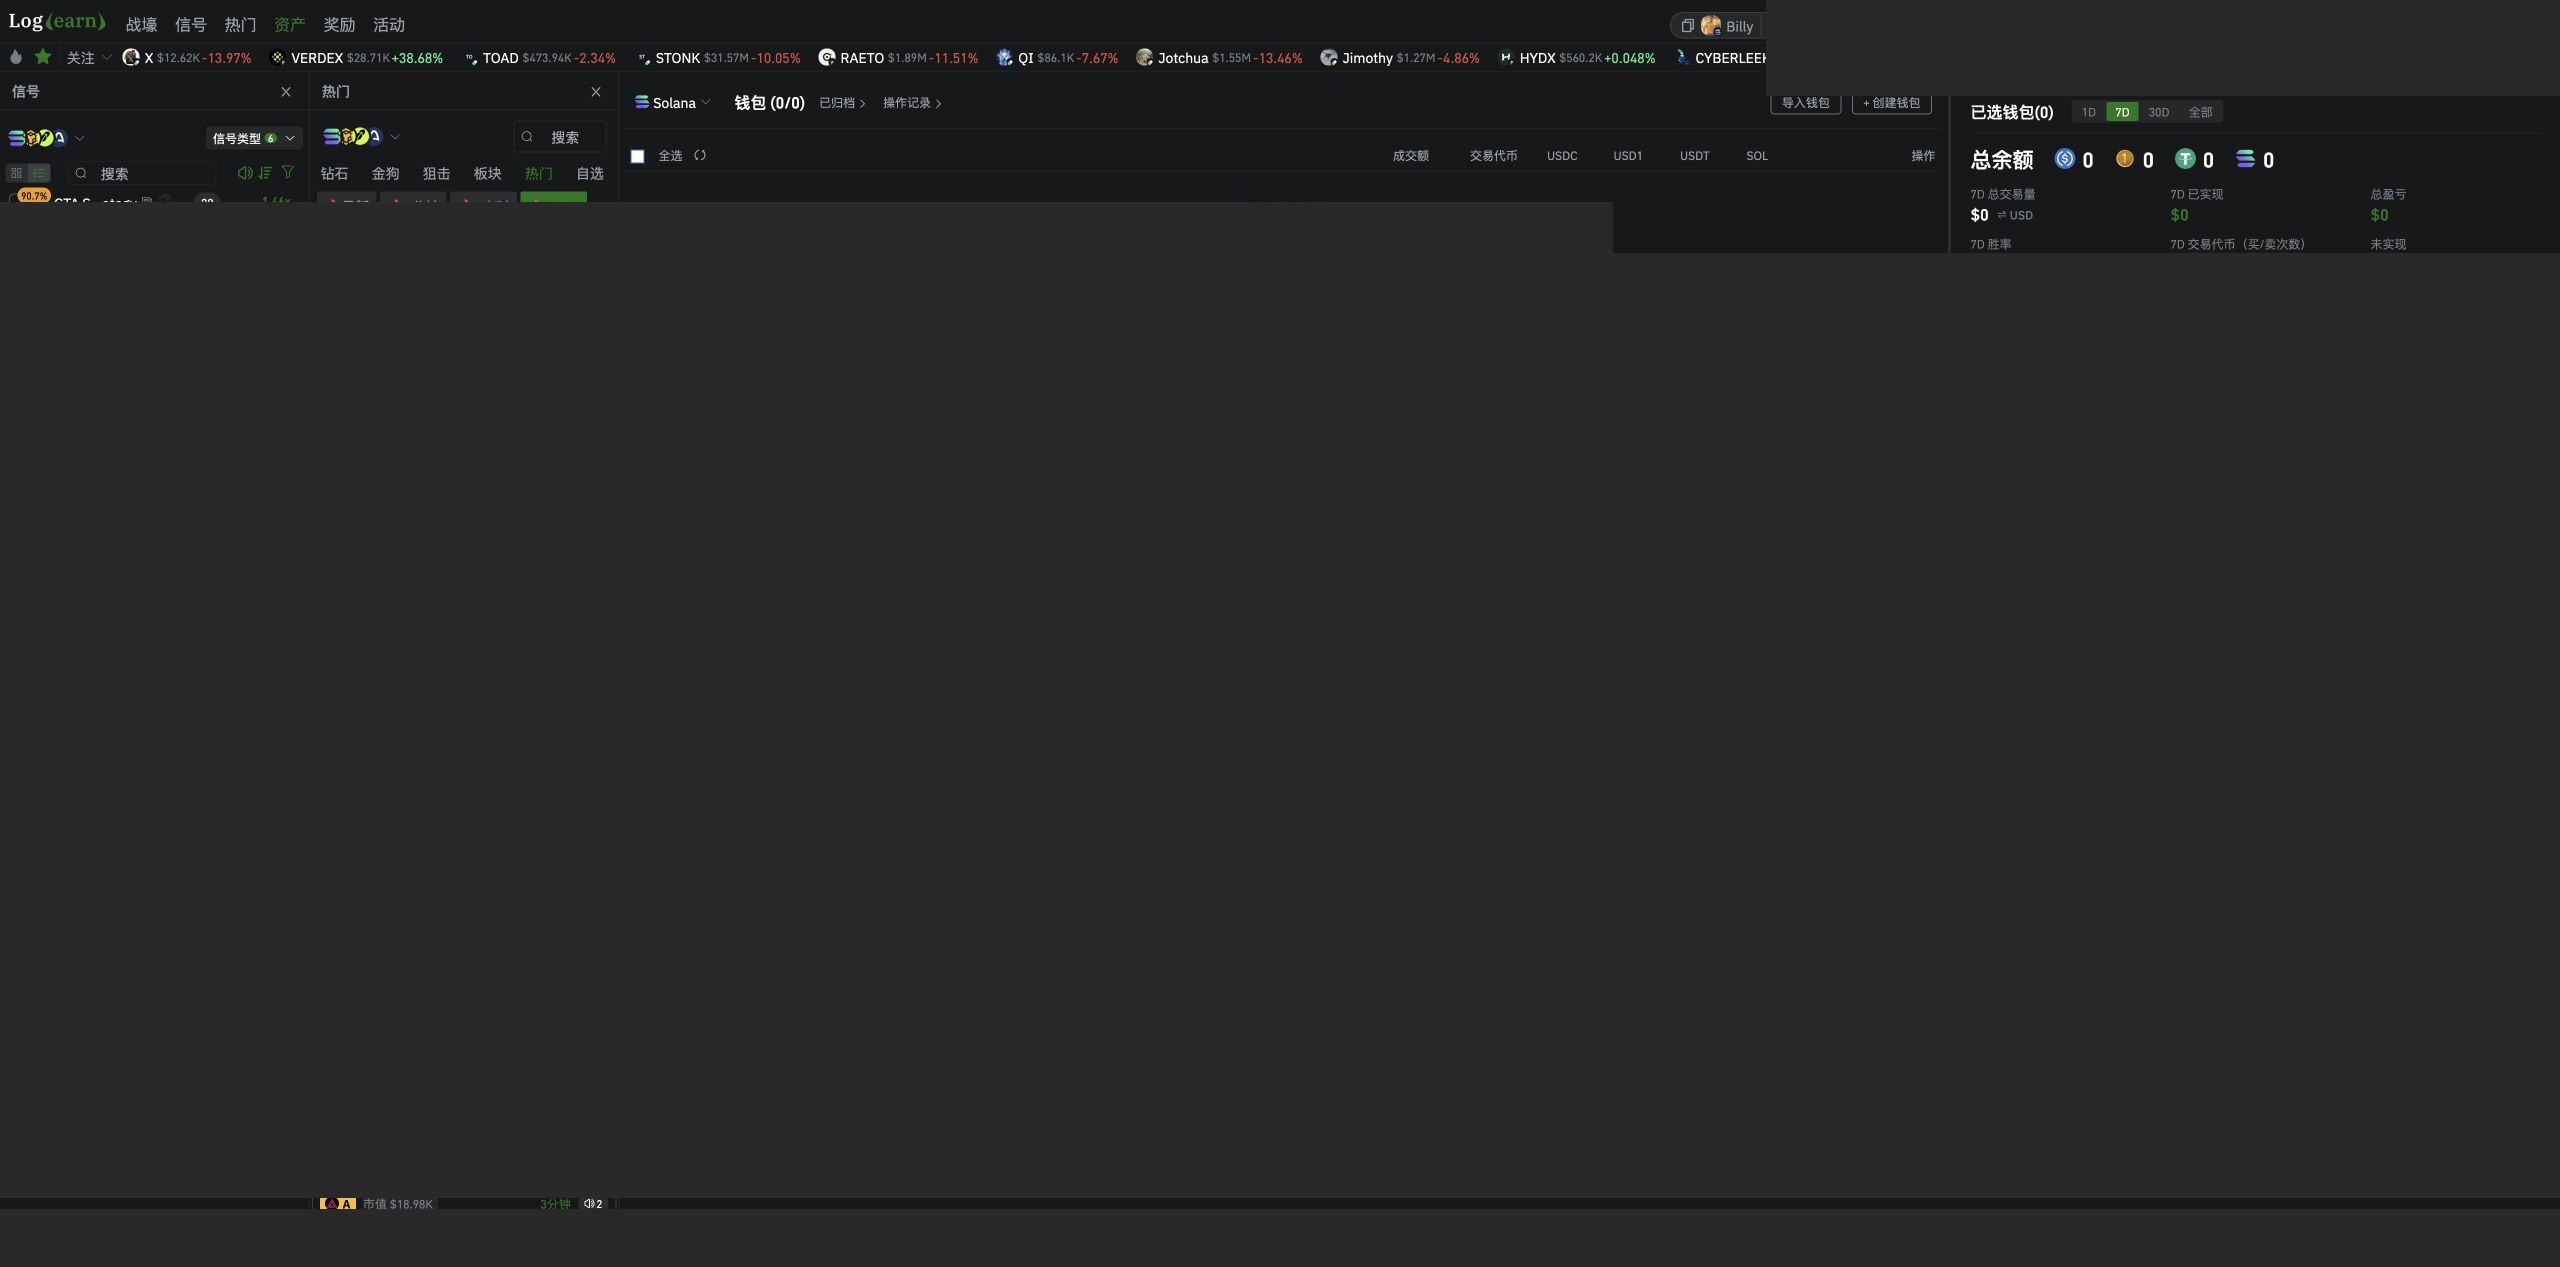 Log(earn) 战壕 信号 热门 资产 奖励 活动 Billy
关注 X $12.62K-13.97% VERDEX $28.71K+38.68% TOAD $473.94K-2.34% STONK $31.57M-10.05% RAETO $1.89M-11.51% QI $86.1K-7.67% Jotchua $1.55M-13.46% Jimothy $1.27M-4.86% HYDX $560.2K+0.048% CYBERLEEK
信号
信号类型 6
搜索
90.7%
热门
搜索
钻石 金狗 狙击 板块 热门 自选
Solana 钱包 (0/0) 已归档 操作记录 导入钱包 + 创建钱包
全选 成交额 交易代币 USDC USD1 USDT SOL 操作
已选钱包(0) 1D 7D 30D 全部
总余额 0 0 0 0
7D 总交易量 7D 已实现 总盈亏
$0 ⇌ USD $0 $0
7D 胜率 7D 交易代币（买/卖次数） 未实现
A 市值 $18.98K 3分钟 2